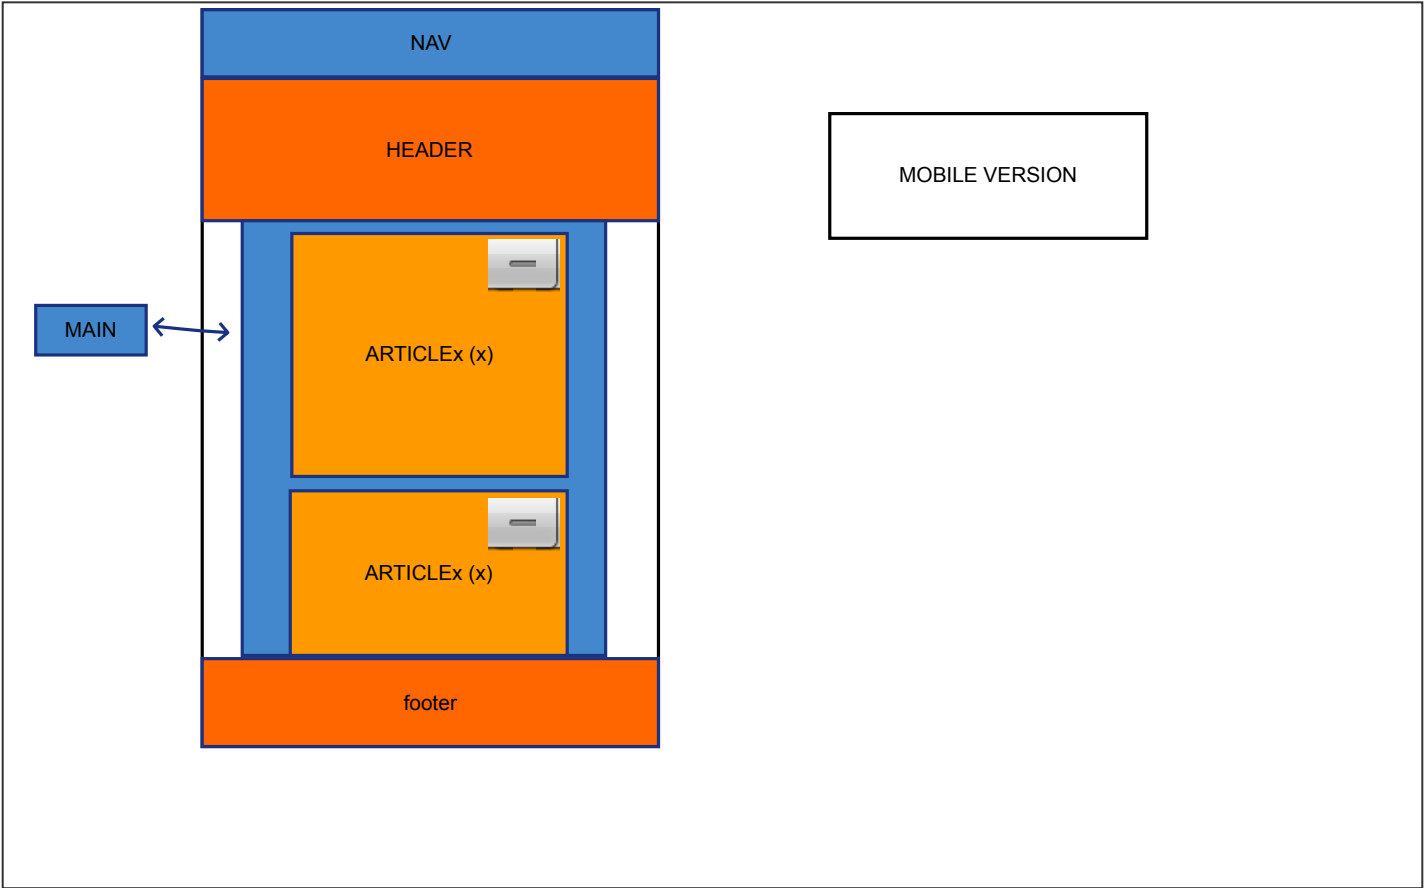 NAV
HEADER
MOBILE VERSION
MAIN
ARTICLEx (x)
ARTICLEx (x)
footer